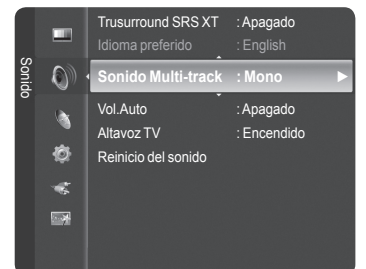 Sonido
Trusurround SRS XT : Apagado
Idioma preferido : English
Sonido Multi-track : Mono
Vol.Auto : Apagado
Altavoz TV : Encendido
Reinicio del sonido